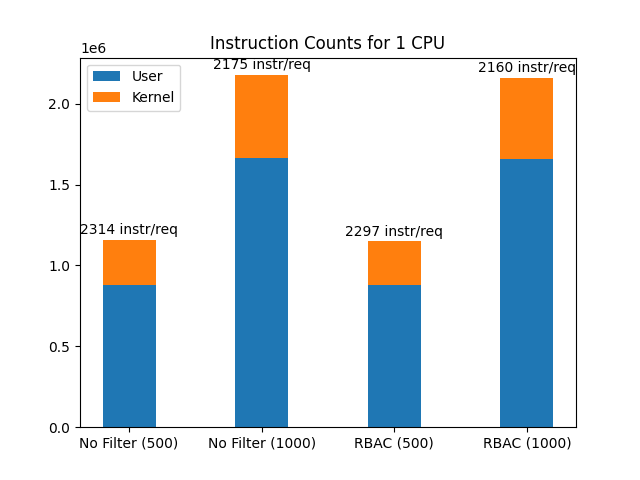 Instruction Counts for 1 CPU
1e6
2175 instr/req
2160 instr/req
User
Kernel
2.0
1.5
2314 instr/req
2297 instr/req
1.0
0.5
0.0
No Filter (500)
No Filter (1000)
RBAC (500)
RBAC (1000)